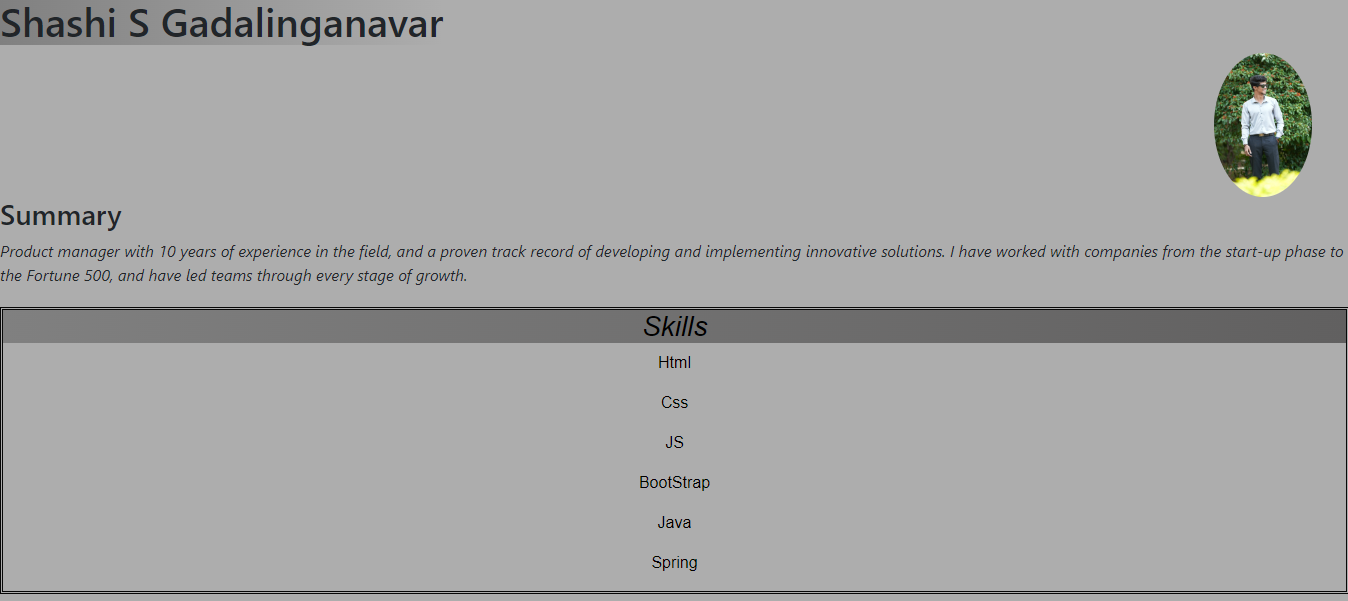 Shashi S Gadalinganavar
Summary
Product manager with 10 years of experience in the field, and a proven track record of developing and implementing innovative solutions. I have worked with companies from the start-up phase to
the Fortune 500, and have led teams through every stage of growth.
Skills
Html
Css
JS
BootStrap
Java
Spring